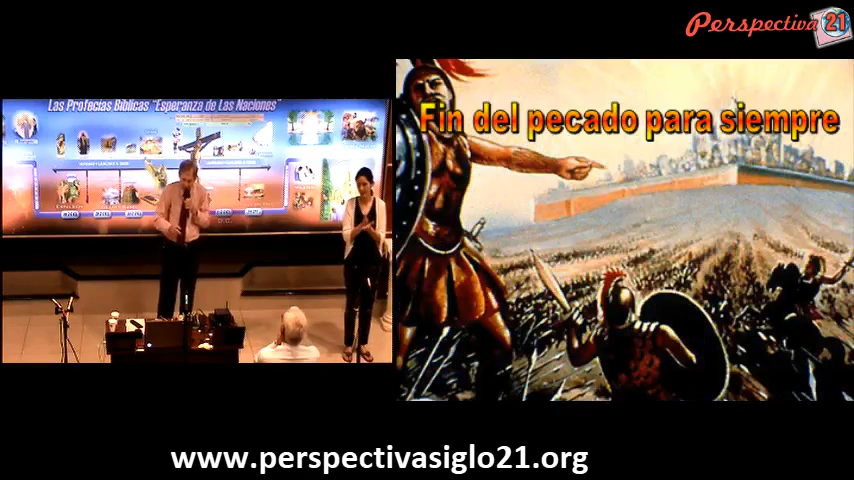 Perspectiva 21
Las Profecías Bíblicas "Esperanza de Las Naciones"
Fin del pecado para siempre
www.perspectivasiglo21.org